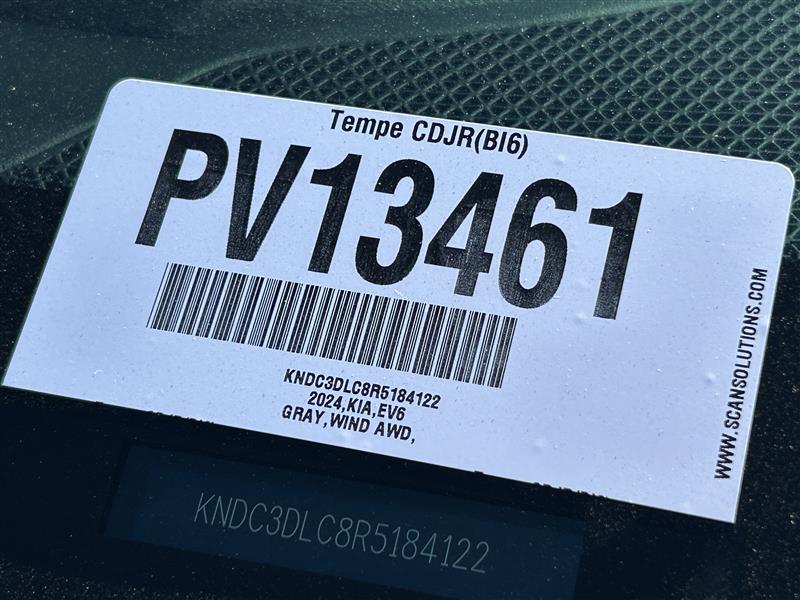 Tempe CDJR(BI6)
PV13461
KNDC3DLC8R5184122
2024,KIA,EV6
GRAY,WIND AWD,
WWW.SCANSOLUTIONS.COM
KNDC3DLC8R5184122